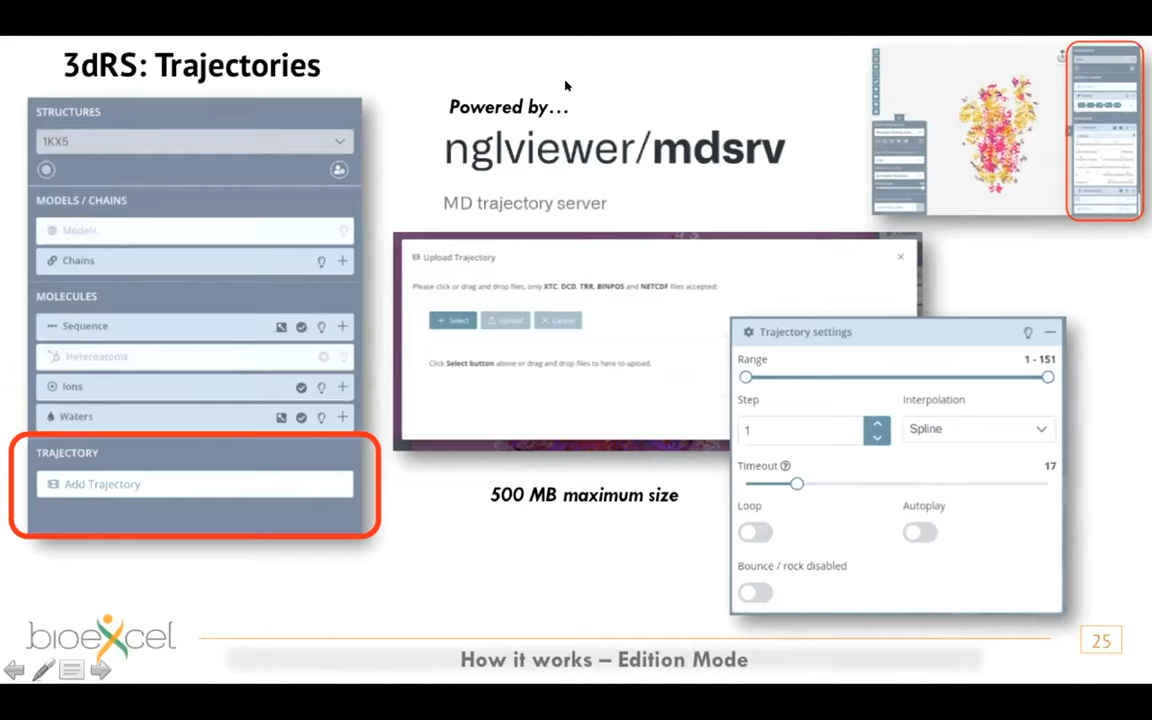 3dRS: Trajectories
STRUCTURES
1KX5
MODELS / CHAINS
Models
Chains
MOLECULES
Sequence
Heteroatoms
Ions
Waters
TRAJECTORY
Add Trajectory
Powered by...
nglviewer/mdsrv
MD trajectory server
Upload Trajectory
Please click or drag and drop files, only XTC, DCD, TRR, BINPOS and NETCDF files accepted:
Select
Upload
Cancel
Click Select button above or drag and drop files to here to upload.
500 MB maximum size
Trajectory settings
Range 1 - 151
Step Interpolation
1 Spline
Timeout 17
Loop Autoplay
Bounce / rock disabled
bioexcel
How it works – Edition Mode
25